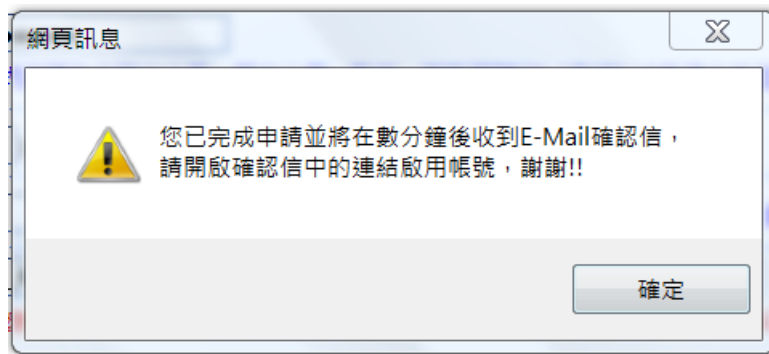 網頁訊息
您已完成申請並將在數分鐘後收到E-Mail確認信，
請開啟確認信中的連結啟用帳號，謝謝!!
確定